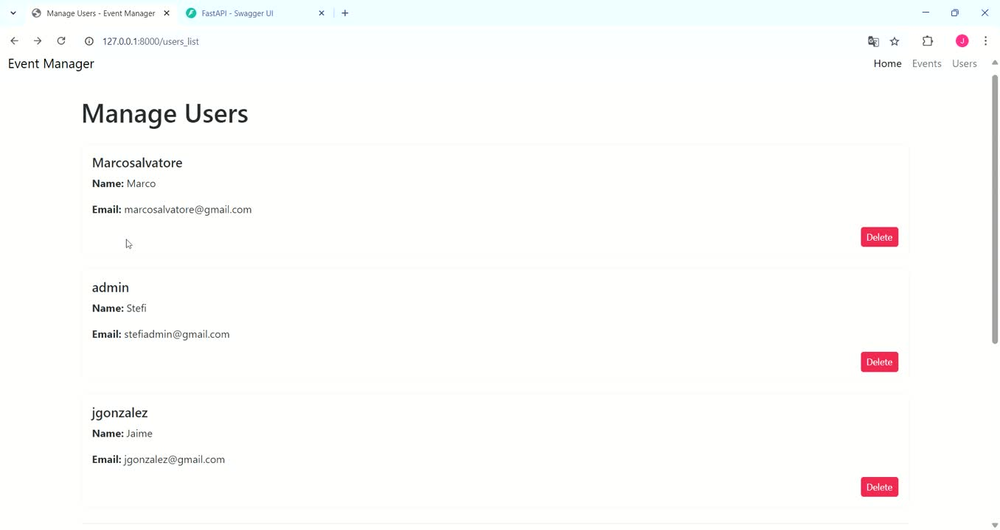 Manage Users - Event Manager
FastAPI - Swagger UI
127.0.0.1:8000/users_list
J
Event Manager
Home Events Users
Manage Users
Marcosalvatore
Name: Marco
Email: marcosalvatore@gmail.com
Delete
admin
Name: Stefi
Email: stefiadmin@gmail.com
Delete
jgonzalez
Name: Jaime
Email: jgonzalez@gmail.com
Delete